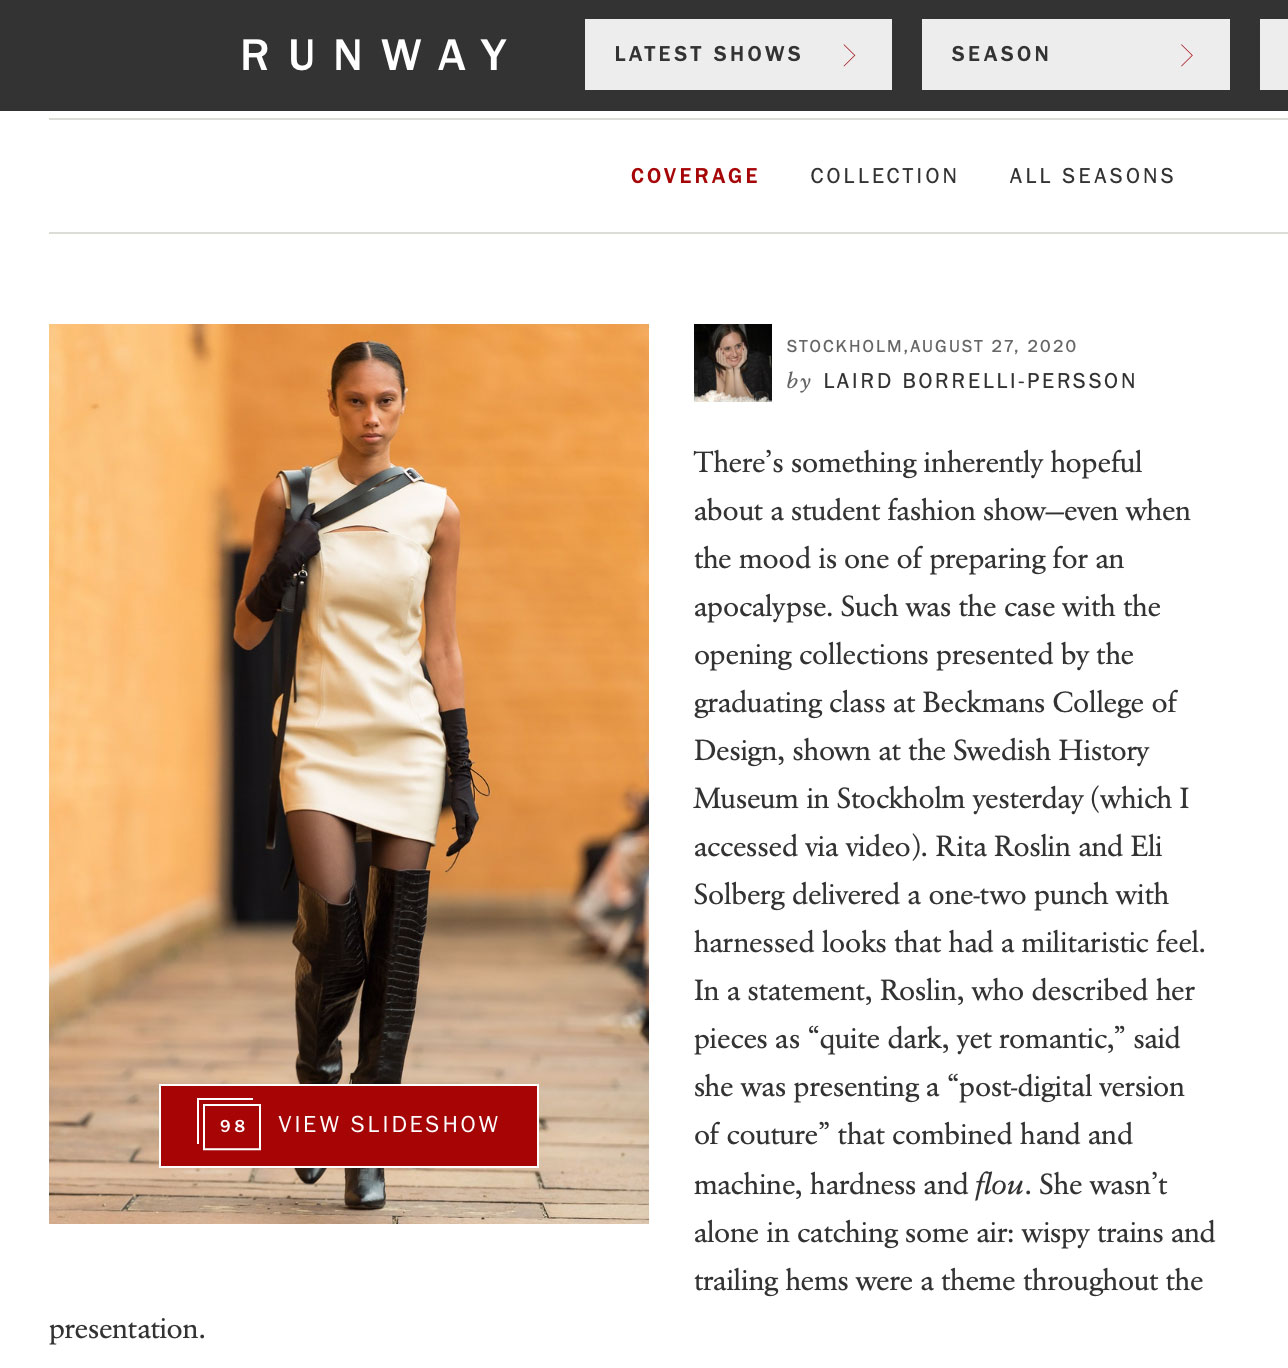 RUNWAY
LATEST SHOWS
SEASON
COVERAGE
COLLECTION
ALL SEASONS
STOCKHOLM,AUGUST 27, 2020
by LAIRD BORRELLI-PERSSON
There’s something inherently hopeful
about a student fashion show—even when
the mood is one of preparing for an
apocalypse. Such was the case with the
opening collections presented by the
graduating class at Beckmans College of
Design, shown at the Swedish History
Museum in Stockholm yesterday (which I
accessed via video). Rita Roslin and Eli
Solberg delivered a one-two punch with
harnessed looks that had a militaristic feel.
In a statement, Roslin, who described her
pieces as “quite dark, yet romantic,” said
she was presenting a “post-digital version
of couture” that combined hand and
machine, hardness and flou. She wasn’t
alone in catching some air: wispy trains and
trailing hems were a theme throughout the
presentation.
98 VIEW SLIDESHOW